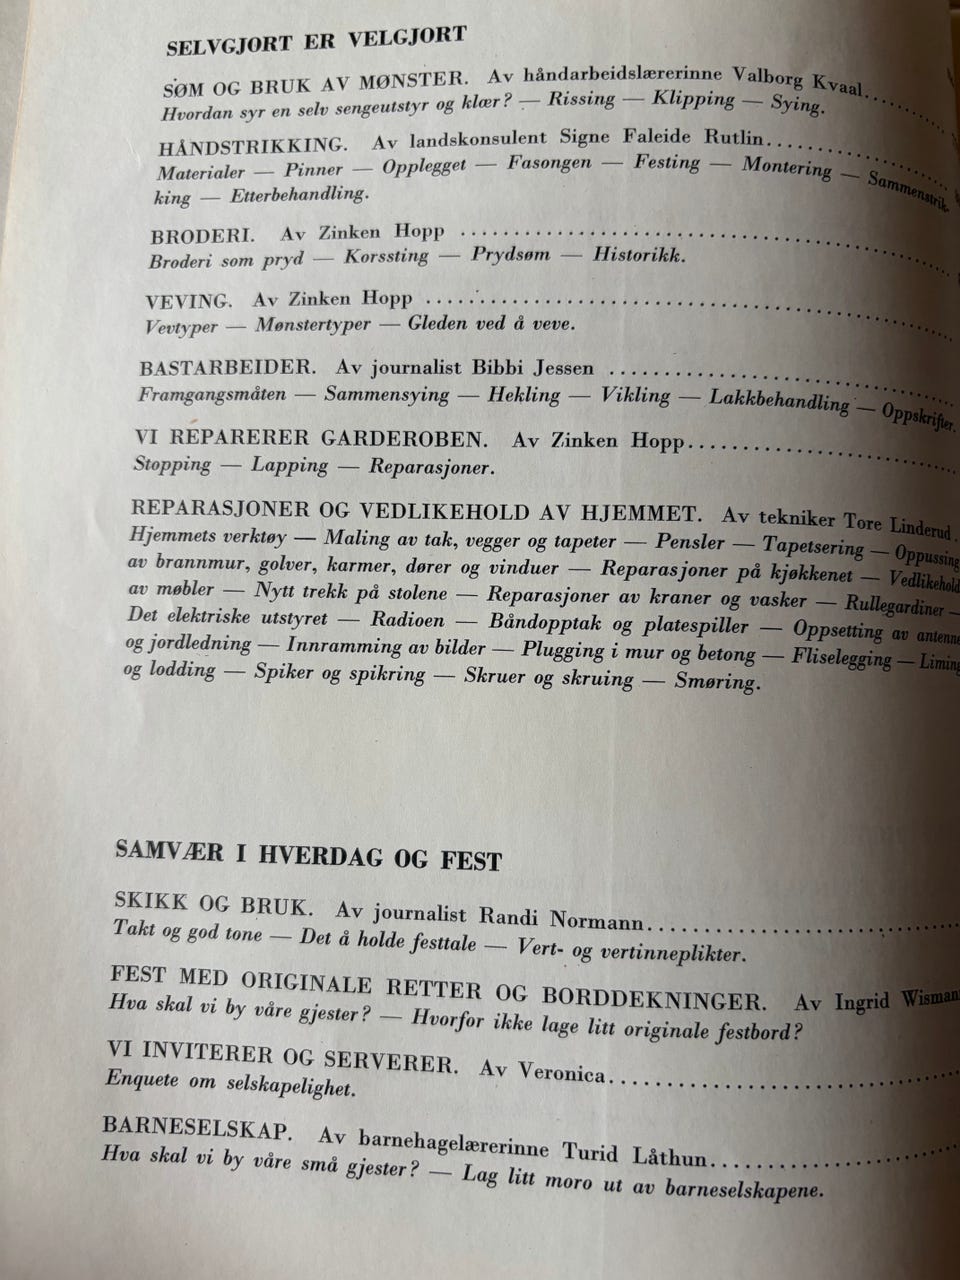 SELVGJORT ER VELGJORT
SØM OG BRUK AV MØNSTER. Av håndarbeidslærerinne Valborg Kvaal..........
Hvordan syr en selv sengeutstyr og klær? — Rissing — Klipping — Sying.
HÅNDSTRIKKING. Av landskonsulent Signe Faleide Rutlin....................
Materialer — Pinner — Opplegget — Fasongen — Festing — Montering — Sammenstrik-
king — Etterbehandling.
BRODERI. Av Zinken Hopp ........................................
Broderi som pryd — Korssting — Prydsøm — Historikk.
VEVING. Av Zinken Hopp ..........................................
Vevtyper — Mønstertyper — Gleden ved å veve.
BASTARBEIDER. Av journalist Bibbi Jessen ..............................
Framgangsmåten — Sammensying — Hekling — Vikling — Lakkbehandling — Oppskrifter.
VI REPARERER GARDEROBEN. Av Zinken Hopp..........................
Stopping — Lapping — Reparasjoner.
REPARASJONER OG VEDLIKEHOLD AV HJEMMET. Av tekniker Tore Linderud.
Hjemmets verktøy — Maling av tak, vegger og tapeter — Pensler — Tapetsering — Oppussing
av brannmur, golver, karmer, dører og vinduer — Reparasjoner på kjøkkenet — Vedlikehold
av møbler — Nytt trekk på stolene — Reparasjoner av kraner og vasker — Rullegardiner —
Det elektriske utstyret — Radioen — Båndopptak og platespiller — Oppsetting av antenne
og jordledning — Innramming av bilder — Plugging i mur og betong — Fliselegging — Liming
og lodding — Spiker og spikring — Skruer og skruing — Smøring.
SAMVÆR I HVERDAG OG FEST
SKIKK OG BRUK. Av journalist Randi Normann..............................
Takt og god tone — Det å holde festtale — Vert- og vertinneplikter.
FEST MED ORIGINALE RETTER OG BORDDEKNINGER. Av Ingrid Wismann
Hva skal vi by våre gjester? — Hvorfor ikke lage litt originale festbord?
VI INVITERER OG SERVERER. Av Veronica..............................
Enquete om selskapelighet.
BARNESELSKAP. Av barnehagelærerinne Turid Låthun......................
Hva skal vi by våre små gjester? — Lag litt moro ut av barneselskapene.